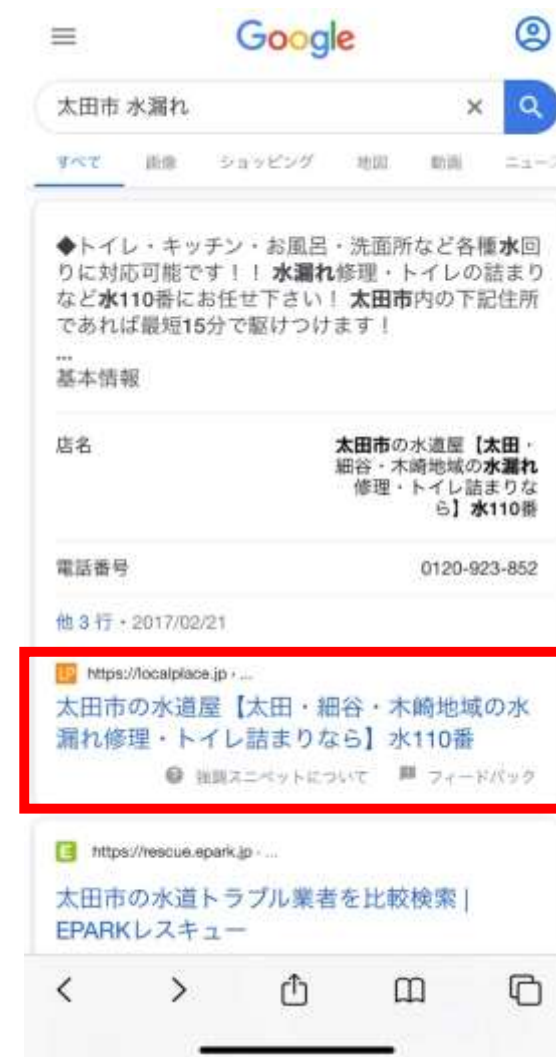 Google
太田市 水漏れ
すべて 画像 ショッピング 地図 動画 ニュース
◆トイレ・キッチン・お風呂・洗面所など各種水回
りに対応可能です！！ 水漏れ修理・トイレの詰まり
など水110番にお任せ下さい！ 太田市内の下記住所
であれば最短15分で駆けつけます！
...
基本情報
店名
太田市の水道屋【太田・
細谷・木崎地域の水漏れ
修理・トイレ詰まりな
ら】水110番
電話番号 0120-923-852
他 3 行・2017/02/21
LP https://localplace.jp › ...
太田市の水道屋【太田・細谷・木崎地域の水
漏れ修理・トイレ詰まりなら】水110番
強調スニペットについて フィードバック
E https://rescue.epark.jp › ...
太田市の水道トラブル業者を比較検索 |
EPARKレスキュー